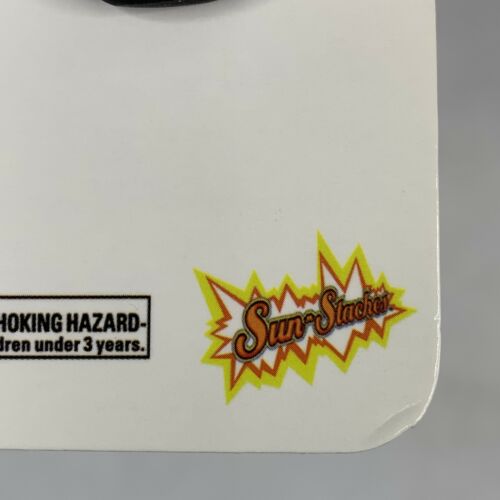 HOKING HAZARD-
dren under 3 years.
Sun-Staches